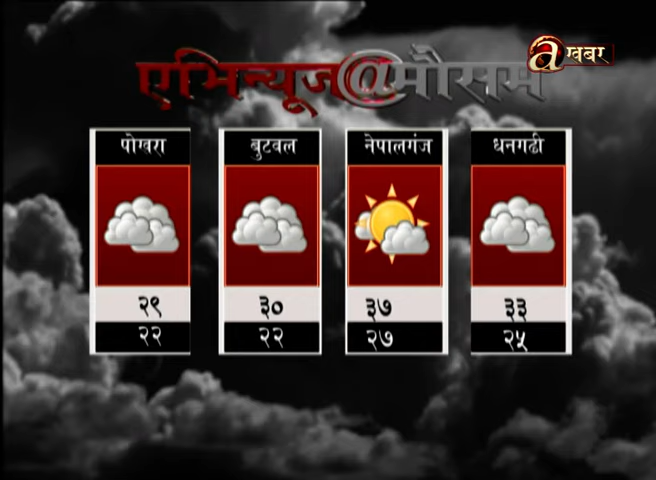 एभिन्यूज@मौसम
a खबर
पोखरा बुटवल नेपालगंज धनगढी
२९ ३० ३७ ३३
२२ २२ २७ २५